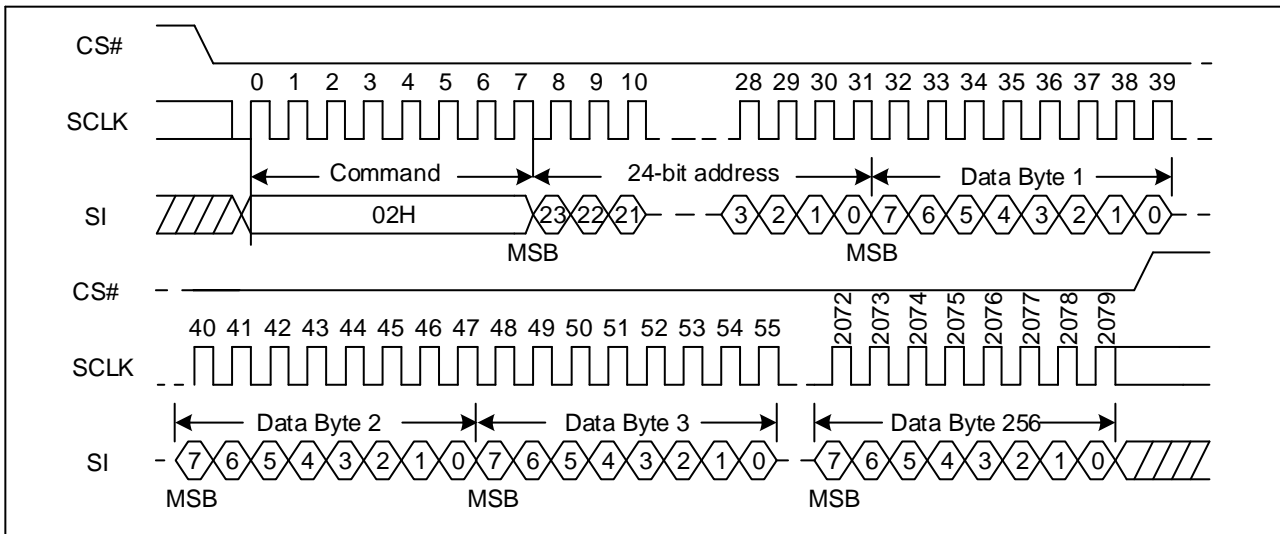 CS#
0 1 2 3 4 5 6 7 8 9 10 28 29 30 31 32 33 34 35 36 37 38 39
SCLK
Command 24-bit address Data Byte 1
SI 02H 23 22 21 3 2 1 0 7 6 5 4 3 2 1 0
MSB MSB
CS#
40 41 42 43 44 45 46 47 48 49 50 51 52 53 54 55 2072 2073 2074 2075 2076 2077 2078 2079
SCLK
Data Byte 2 Data Byte 3 Data Byte 256
SI 7 6 5 4 3 2 1 0 7 6 5 4 3 2 1 0 7 6 5 4 3 2 1 0
MSB MSB MSB